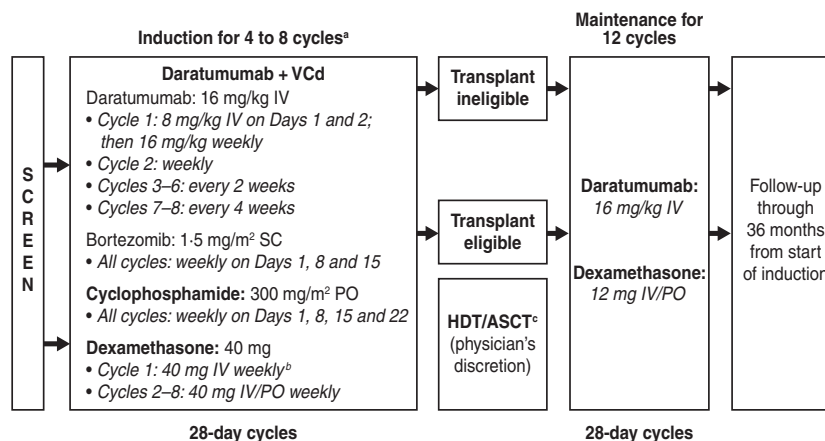 Induction for 4 to 8 cyclesᵃ
Maintenance for
12 cycles
SCREEN
Daratumumab + VCd
Daratumumab: 16 mg/kg IV
• Cycle 1: 8 mg/kg IV on Days 1 and 2;
then 16 mg/kg weekly
• Cycle 2: weekly
• Cycles 3–6: every 2 weeks
• Cycles 7–8: every 4 weeks
Bortezomib: 1·5 mg/m² SC
• All cycles: weekly on Days 1, 8 and 15
Cyclophosphamide: 300 mg/m² PO
• All cycles: weekly on Days 1, 8, 15 and 22
Dexamethasone: 40 mg
• Cycle 1: 40 mg IV weeklyᵇ
• Cycles 2–8: 40 mg IV/PO weekly
28-day cycles
Transplant
ineligible
Transplant
eligible
HDT/ASCTᶜ
(physician’s
discretion)
Daratumumab:
16 mg/kg IV
Dexamethasone:
12 mg IV/PO
28-day cycles
Follow-up
through
36 months
from start
of induction